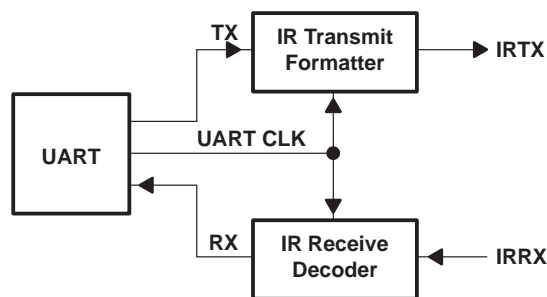 TX
IR Transmit
Formatter
IRTX
UART
UART CLK
RX
IR Receive
Decoder
IRRX